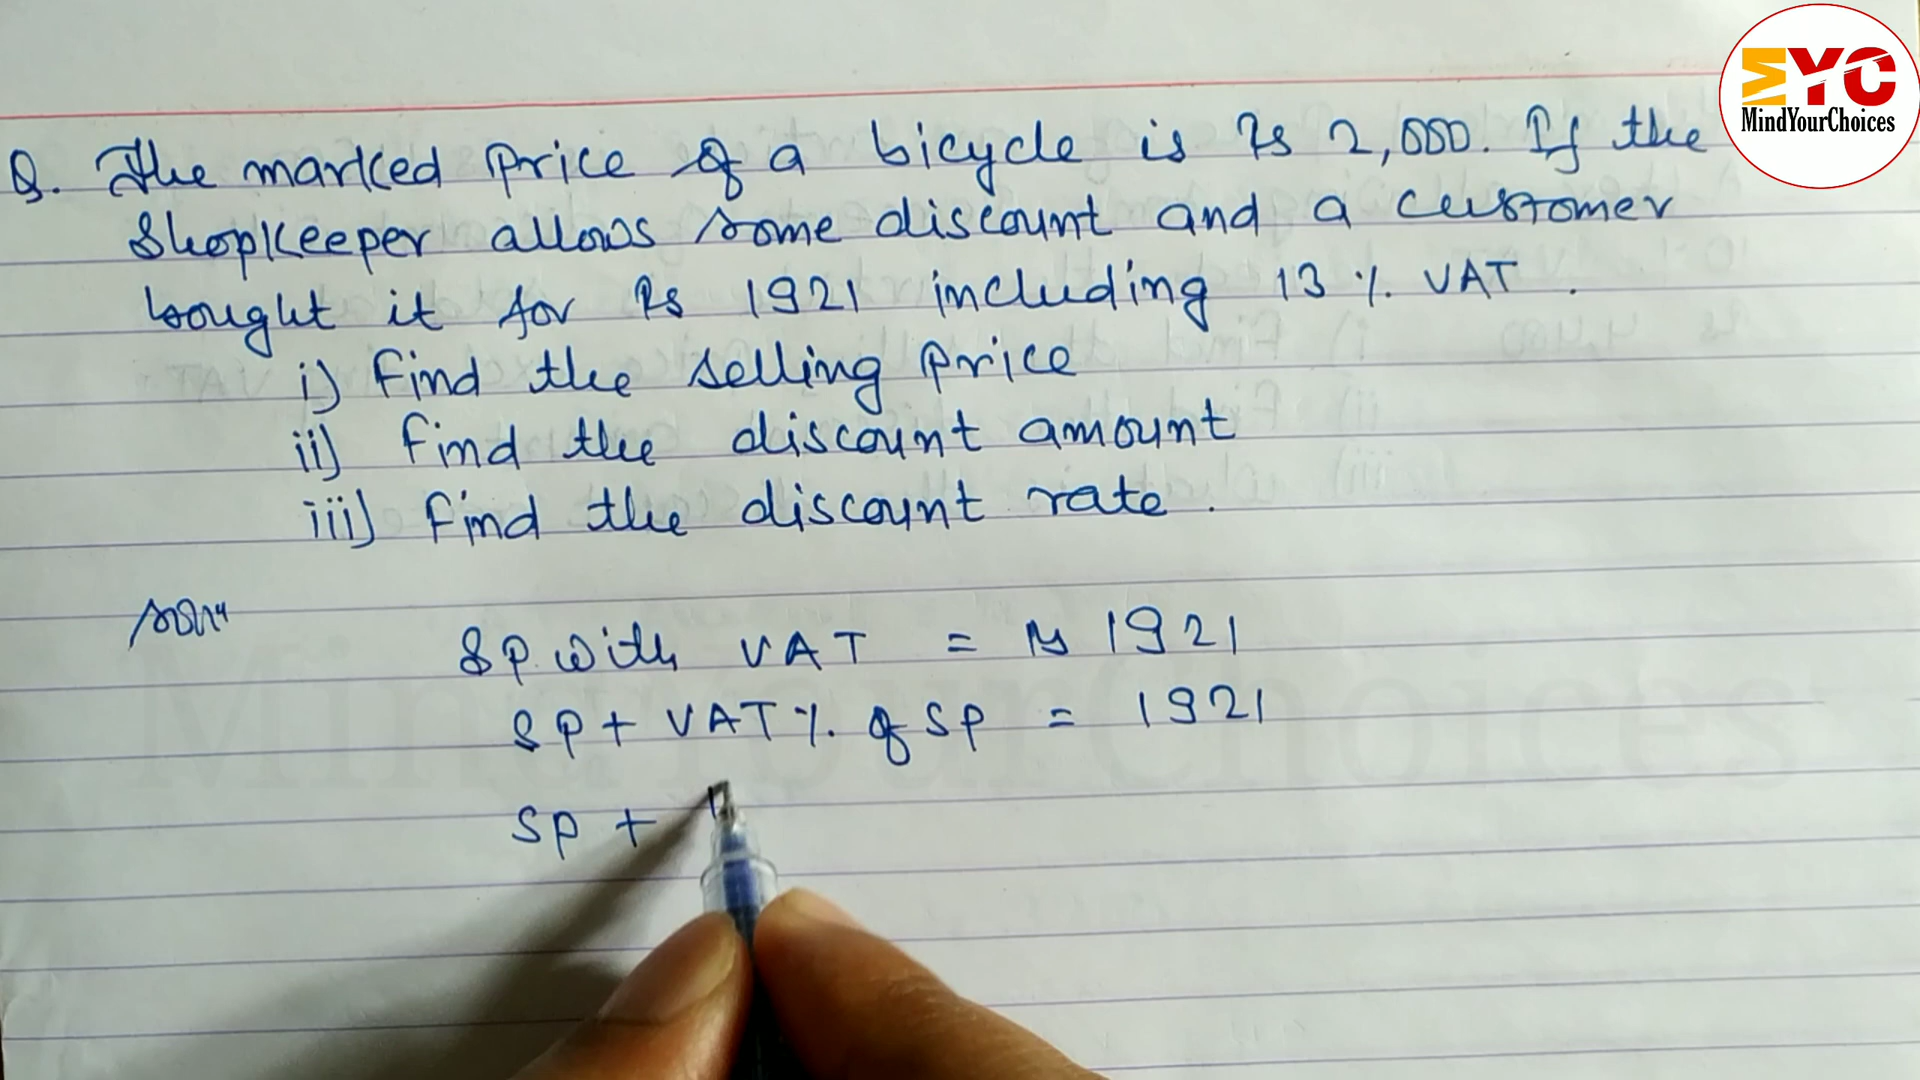 MYC
MindYourChoices
Q. The marked price of a bicycle is Rs 2,000. If the
shopkeeper allows some discount and a customer
bought it for Rs 1921 including 13 % VAT.
i) Find the selling price
ii) Find the discount amount
iii) Find the discount rate.
Soln
SP with VAT = Rs 1921
SP + VAT % of SP = 1921
SP +
MindYourChoices